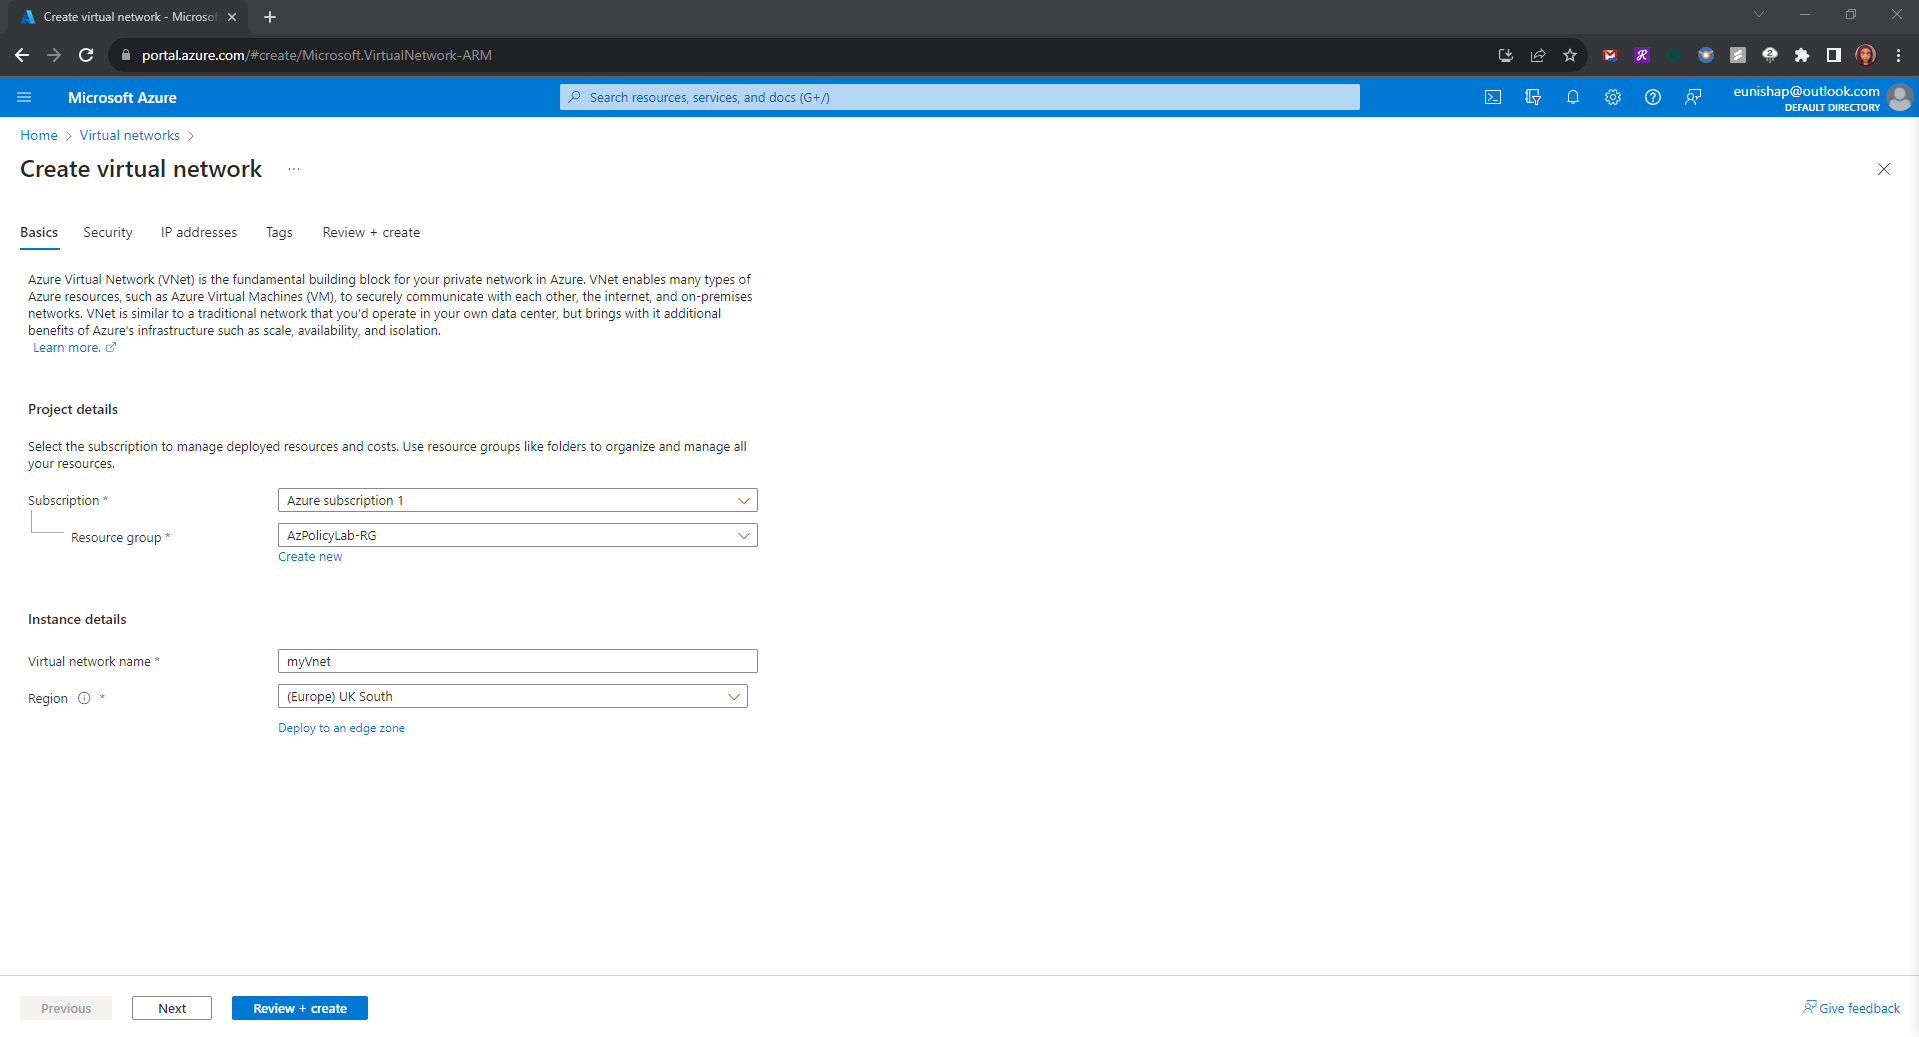 Create virtual network - Microsof
portal.azure.com/#create/Microsoft.VirtualNetwork-ARM
Microsoft Azure
Search resources, services, and docs (G+/)
eunishap@outlook.com
DEFAULT DIRECTORY
Home > Virtual networks >
Create virtual network ...
Basics Security IP addresses Tags Review + create
Azure Virtual Network (VNet) is the fundamental building block for your private network in Azure. VNet enables many types of
Azure resources, such as Azure Virtual Machines (VM), to securely communicate with each other, the internet, and on-premises
networks. VNet is similar to a traditional network that you'd operate in your own data center, but brings with it additional
benefits of Azure's infrastructure such as scale, availability, and isolation.
Learn more.
Project details
Select the subscription to manage deployed resources and costs. Use resource groups like folders to organize and manage all
your resources.
Subscription * Azure subscription 1
Resource group * AzPolicyLab-RG
Create new
Instance details
Virtual network name * myVnet
Region * (Europe) UK South
Deploy to an edge zone
Previous Next Review + create Give feedback